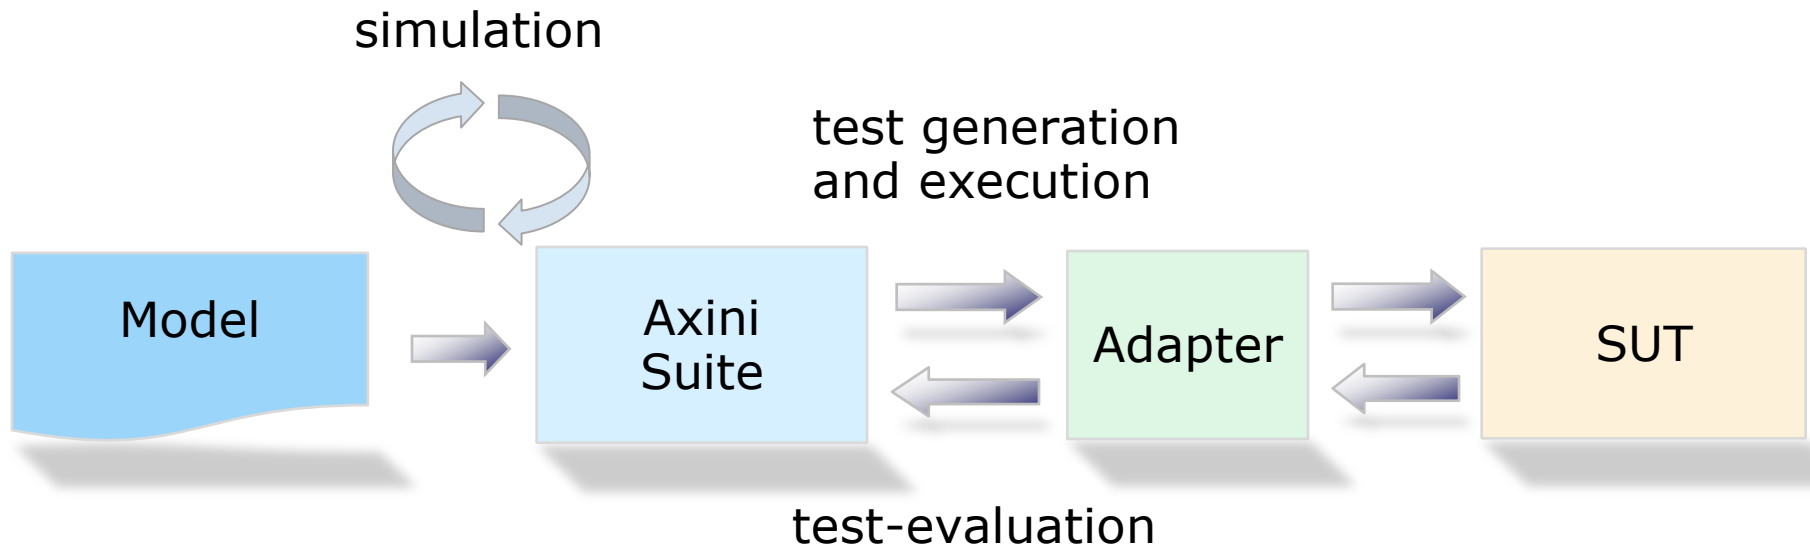 simulation
test generation
and execution
Model
Axini
Suite
Adapter
SUT
test-evaluation